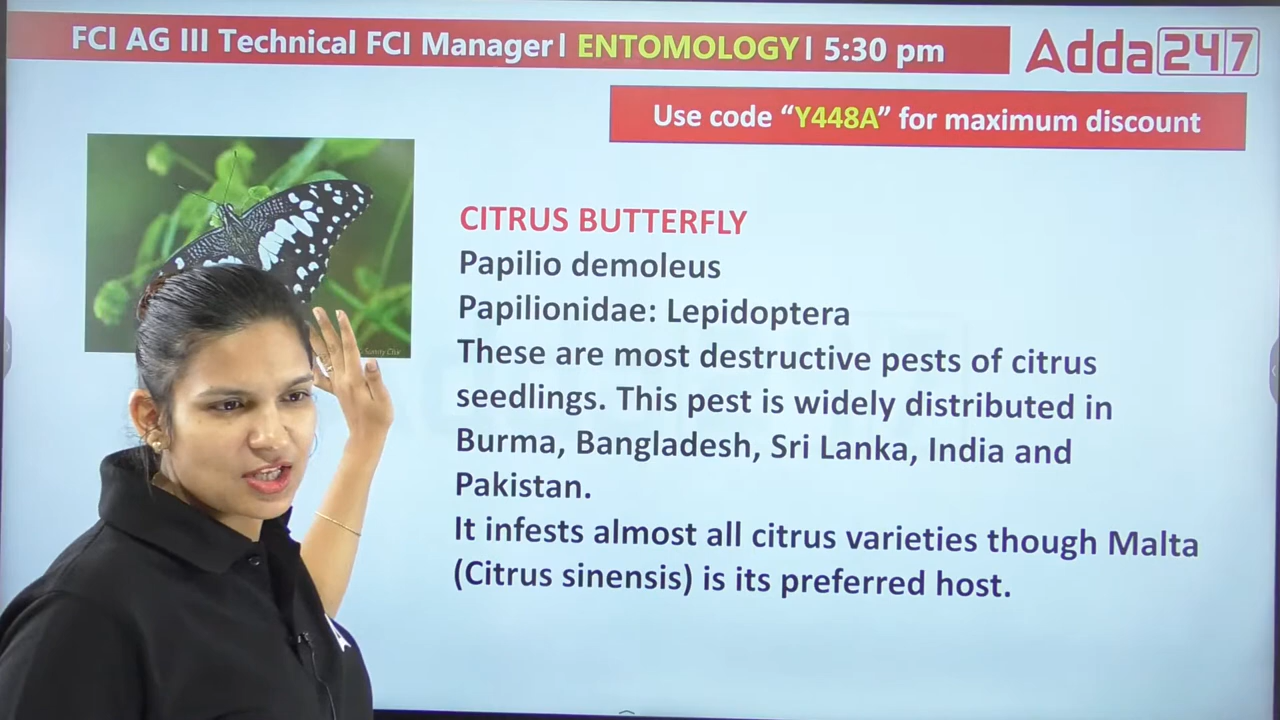 FCI AG III Technical FCI Manager| ENTOMOLOGY| 5:30 pm
Adda247
Use code “Y448A” for maximum discount
CITRUS BUTTERFLY
Papilio demoleus
Papilionidae: Lepidoptera
These are most destructive pests of citrus
seedlings. This pest is widely distributed in
Burma, Bangladesh, Sri Lanka, India and
Pakistan.
It infests almost all citrus varieties though Malta
(Citrus sinensis) is its preferred host.